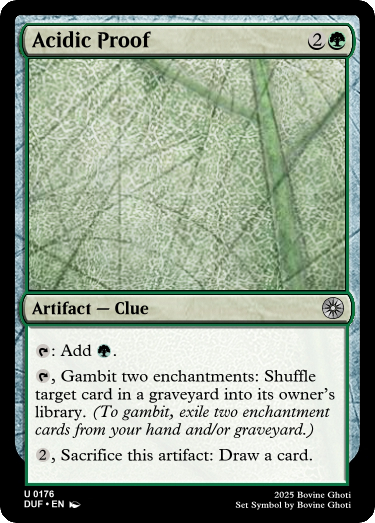 Acidic Proof 2
Artifact — Clue
: Add .
, Gambit two enchantments: Shuffle
target card in a graveyard into its owner's
library. (To gambit, exile two enchantment
cards from your hand and/or graveyard.)
2, Sacrifice this artifact: Draw a card.
U 0176
DUF • EN
2025 Bovine Ghoti
Set Symbol by Bovine Ghoti